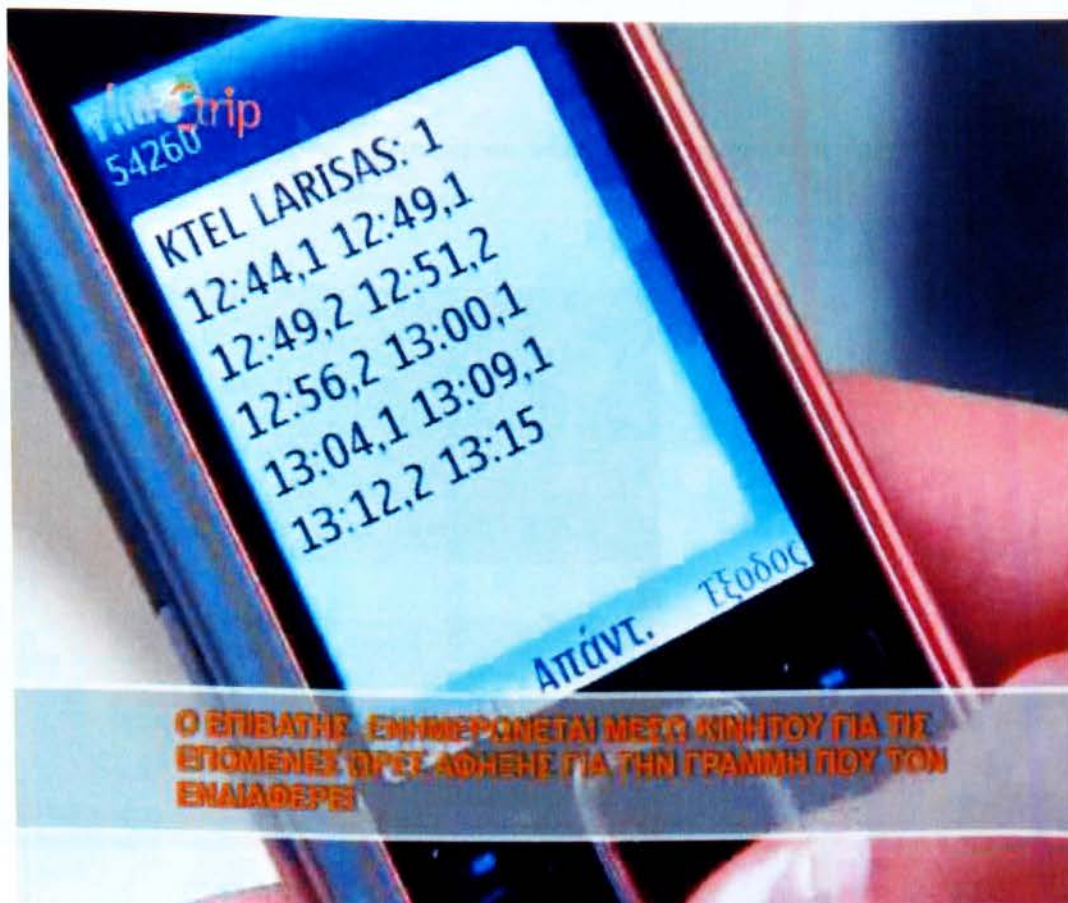 trip
54260
KTEL LARISAS: 1
12:44,1 12:49,1
12:49,2 12:51,2
12:56,2 13:00,1
13:04,1 13:09,1
13:12,2 13:15
Απάντ. Έξοδος
Ο ΕΠΙΒΑΤΗΣ ΕΝΗΜΕΡΩΝΕΤΑΙ ΜΕΣΩ ΚΙΝΗΤΟΥ ΓΙΑ ΤΙΣ
ΕΠΟΜΕΝΕΣ ΩΡΕΣ ΑΦΗΞΗΣ ΓΙΑ ΤΗΝ ΓΡΑΜΜΗ ΠΟΥ ΤΟΝ
ΕΝΔΙΑΦΕΡΕΙ